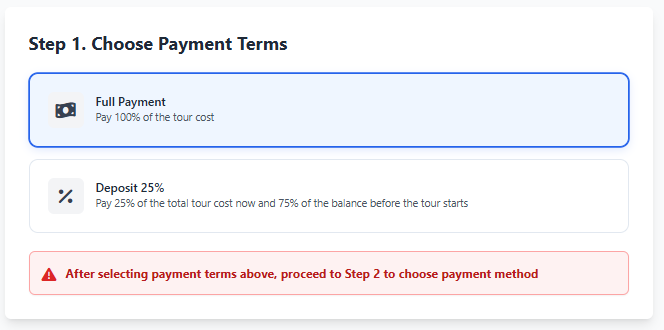 Step 1. Choose Payment Terms
Full Payment
Pay 100% of the tour cost
Deposit 25%
Pay 25% of the total tour cost now and 75% of the balance before the tour starts
After selecting payment terms above, proceed to Step 2 to choose payment method